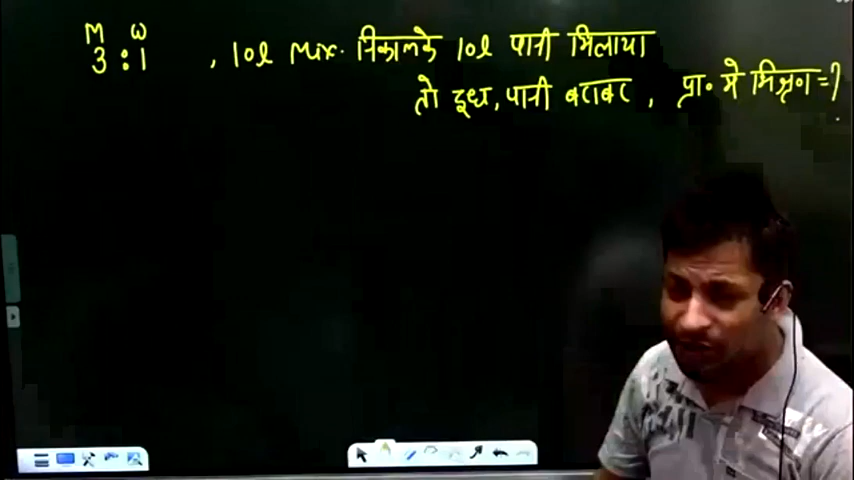 M W
3 : 1 , 10l Mix. निकालके 10l पानी मिलाया
तो दूध, पानी बराबर, प्रा॰ मे मिश्रण = ?